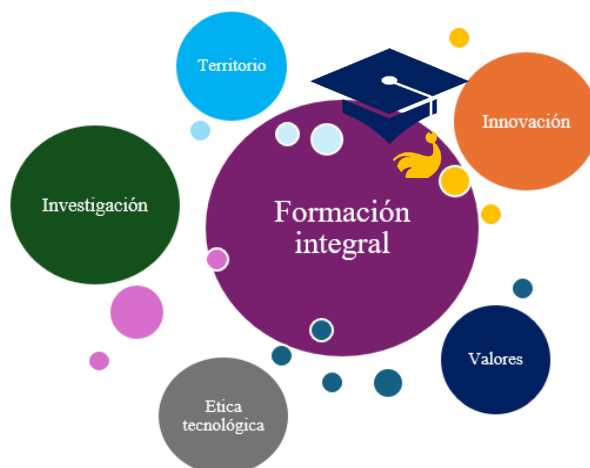 Territorio
Innovación
Investigación
Formación
integral
Valores
Etica
tecnológica